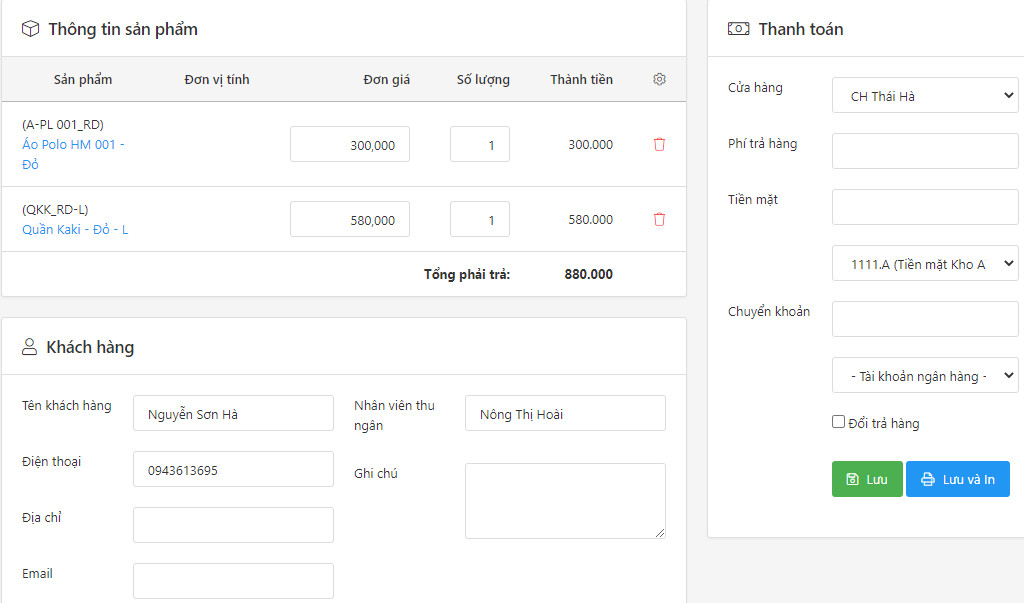 Thông tin sản phẩm
Sản phẩm Đơn vị tính Đơn giá Số lượng Thành tiền
(A-PL 001_RD)
Áo Polo HM 001 -
Đỏ
300,000 1 300.000
(QKK_RD-L)
Quần Kaki - Đỏ - L
580,000 1 580.000
Tổng phải trả: 880.000
Khách hàng
Tên khách hàng Nguyễn Sơn Hà
Điện thoại 0943613695
Địa chỉ
Email
Nhân viên thu
ngân
Nông Thị Hoài
Ghi chú
Thanh toán
Cửa hàng CH Thái Hà
Phí trả hàng
Tiền mặt
1111.A (Tiền mặt Kho A
Chuyển khoản
- Tài khoản ngân hàng -
Đổi trả hàng
Lưu Lưu và In